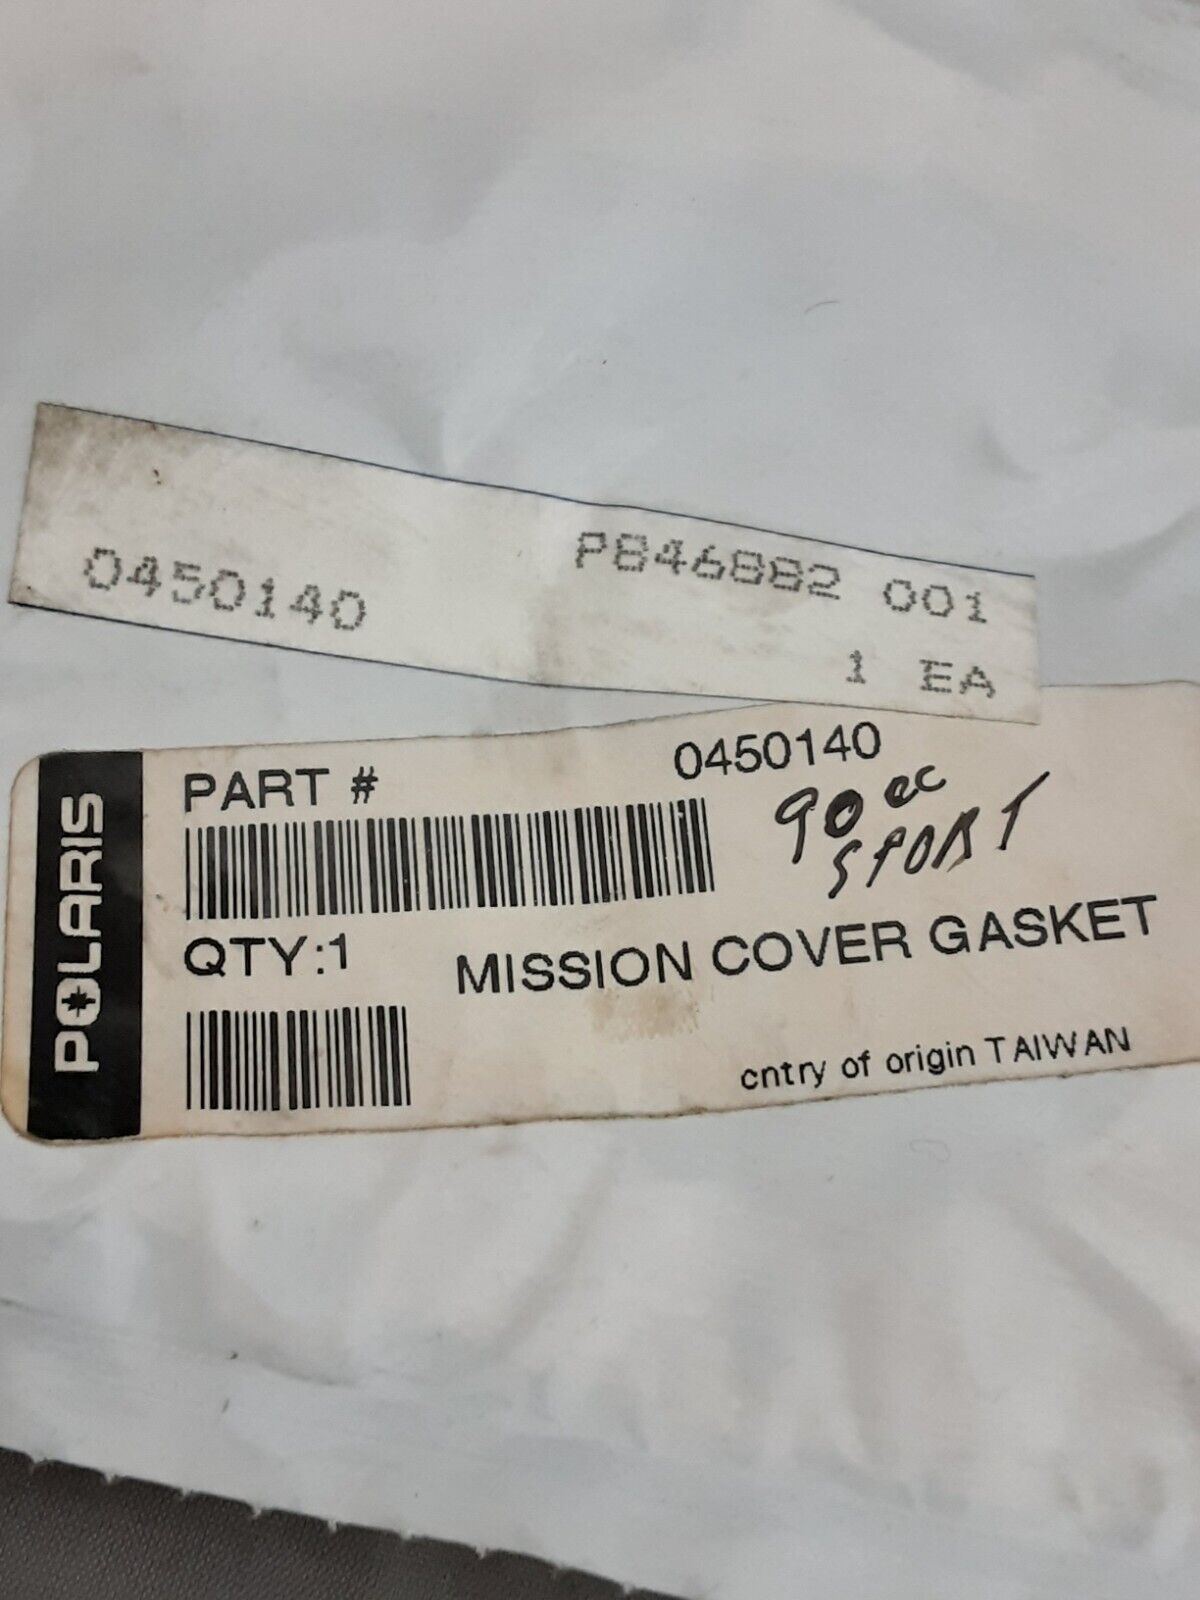 0450140
P846882 001
1 EA
POLARIS
PART #
0450140
90cc
SPORT
QTY:1
MISSION COVER GASKET
cntry of origin TAIWAN